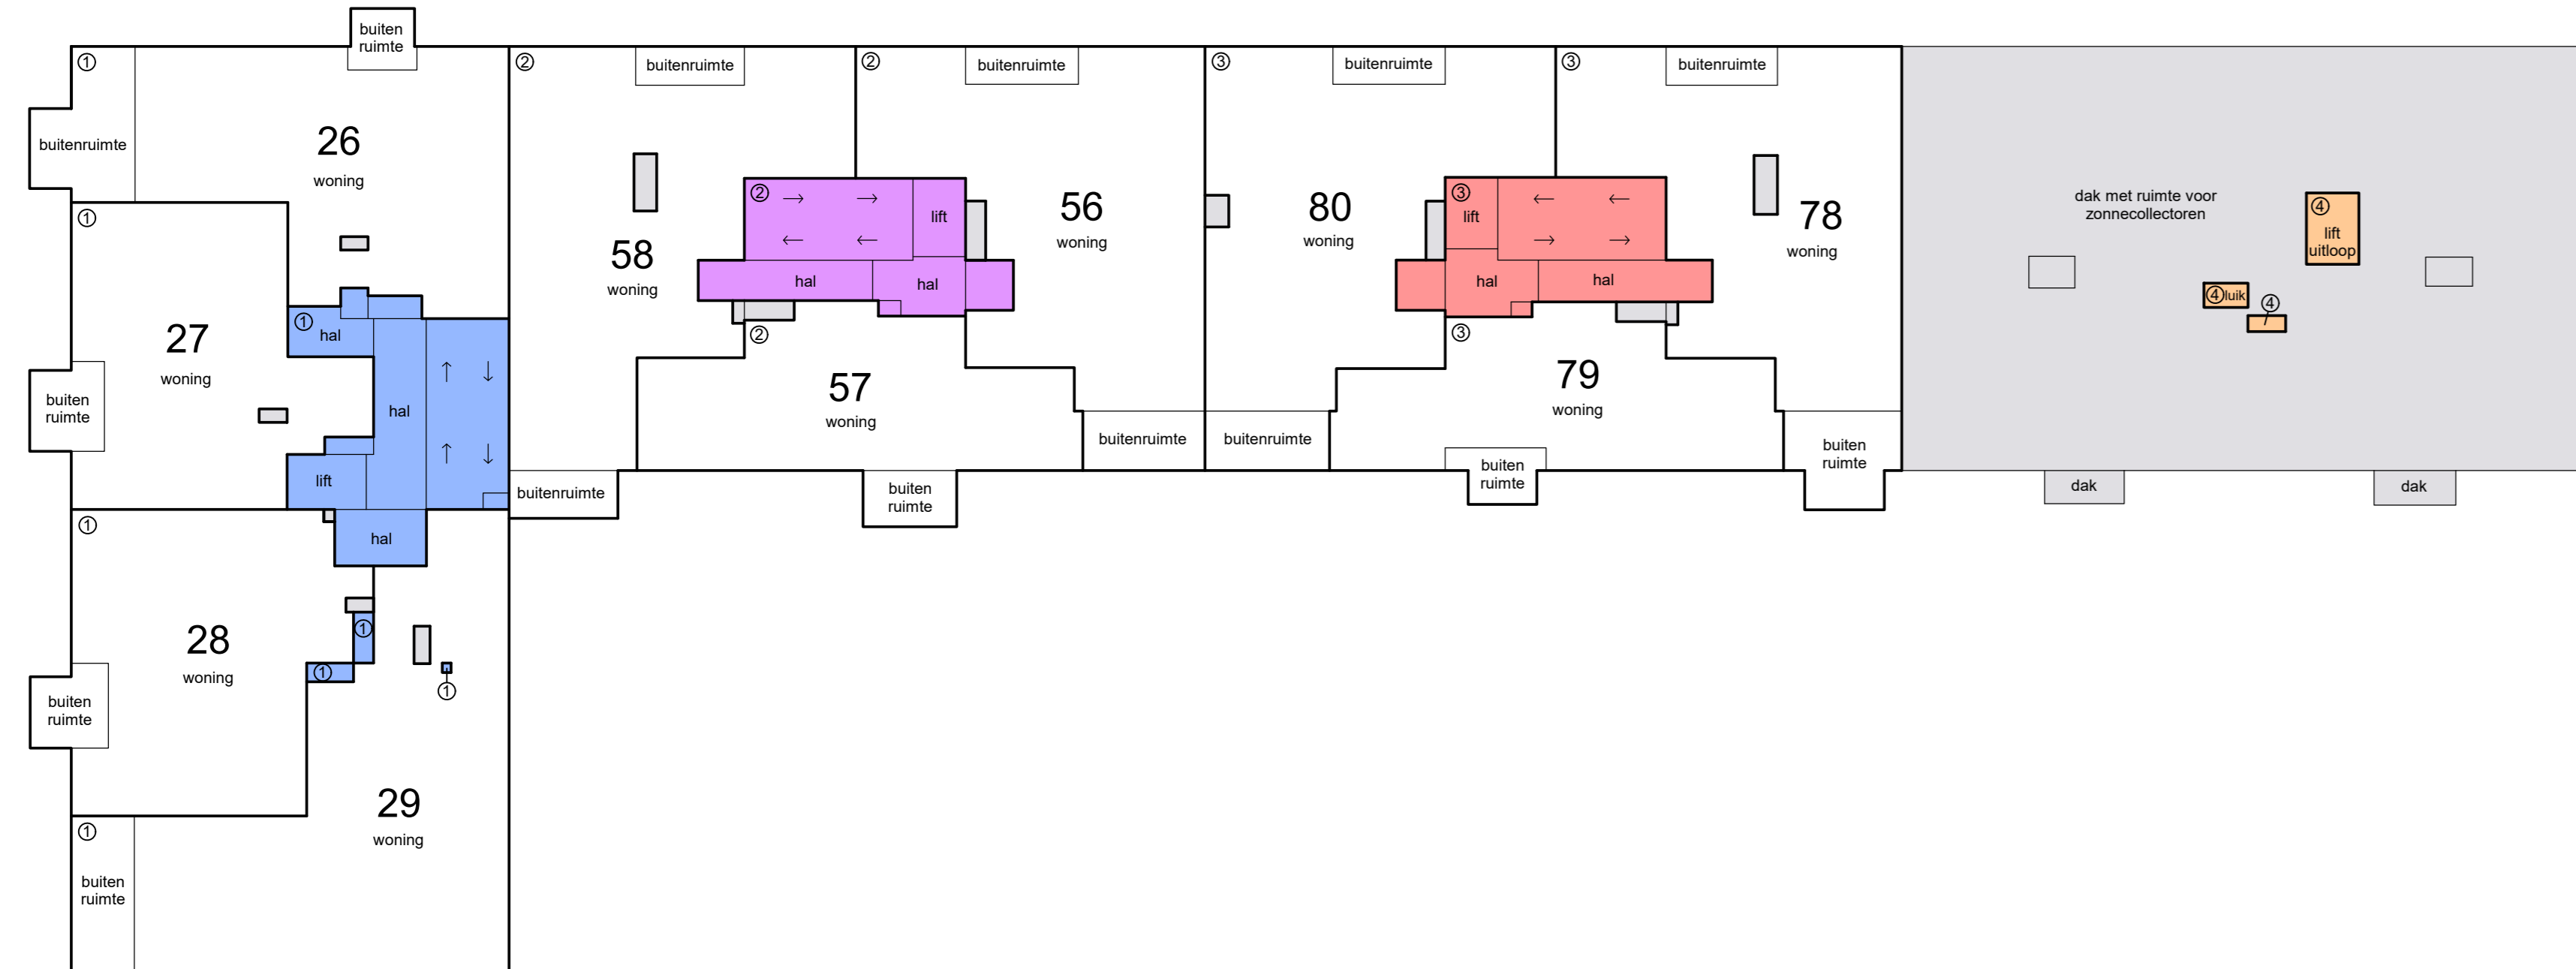 buiten
ruimte
①
buitenruimte
26
woning
①
27
woning
buiten
ruimte
①
hal
hal
lift
hal
①
28
woning
buiten
ruimte
①
①
①
29
woning
①
buiten
ruimte
②
buitenruimte
58
woning
buitenruimte
②
buitenruimte
56
woning
②
lift
hal
hal
②
57
woning
buiten
ruimte
buitenruimte
③
buitenruimte
80
woning
buitenruimte
③
buitenruimte
78
woning
buiten
ruimte
③
lift
hal
hal
③
79
woning
buiten
ruimte
dak met ruimte voor
zonnecollectoren
④
lift
uitloop
④luik
④
dak
dak